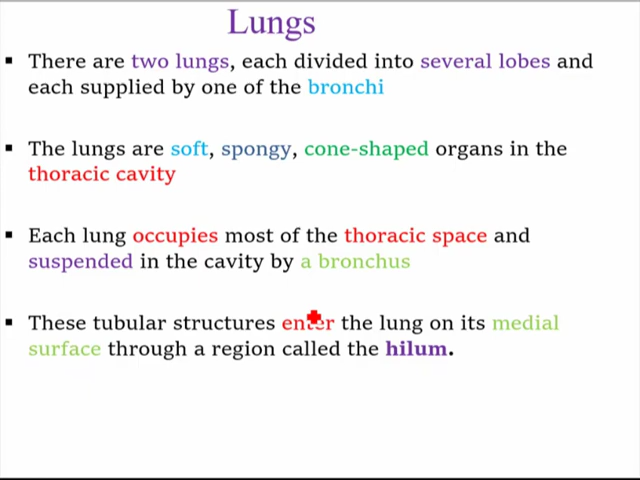 Lungs
▪ There are two lungs, each divided into several lobes and
each supplied by one of the bronchi
▪ The lungs are soft, spongy, cone-shaped organs in the
thoracic cavity
▪ Each lung occupies most of the thoracic space and
suspended in the cavity by a bronchus
▪ These tubular structures enter the lung on its medial
surface through a region called the hilum.